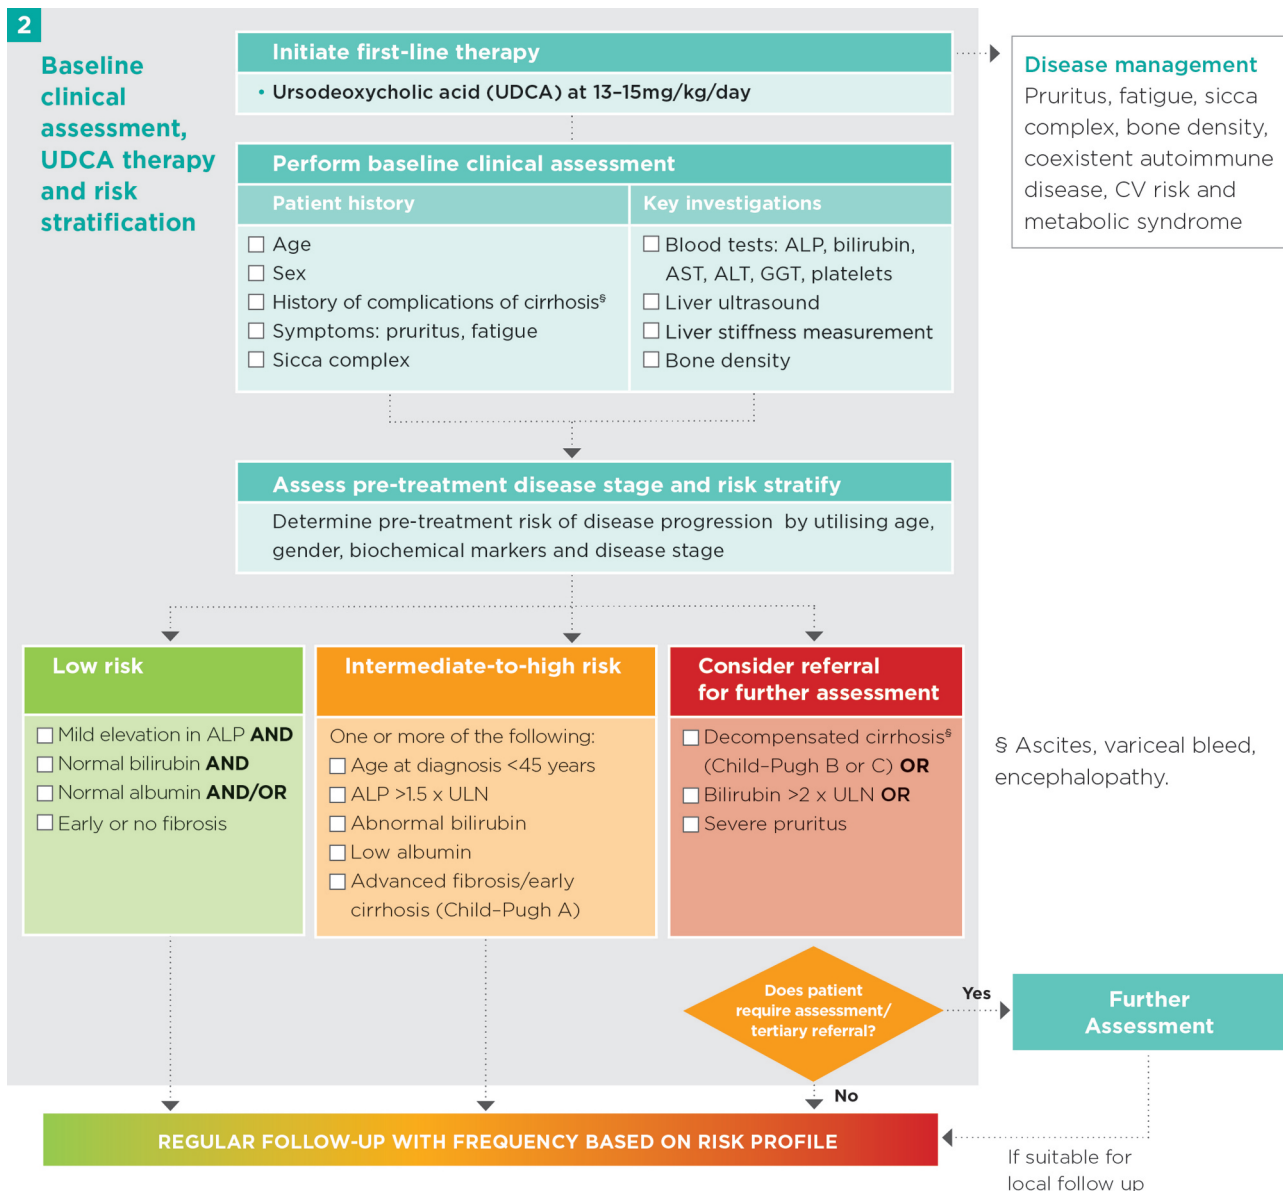 2
Baseline
clinical
assessment,
UDCA therapy
and risk
stratification
Initiate first-line therapy
• Ursodeoxycholic acid (UDCA) at 13–15mg/kg/day
Disease management
Pruritus, fatigue, sicca
complex, bone density,
coexistent autoimmune
disease, CV risk and
metabolic syndrome
Perform baseline clinical assessment
Patient history
Age
Sex
History of complications of cirrhosis§
Symptoms: pruritus, fatigue
Sicca complex
Key investigations
Blood tests: ALP, bilirubin,
AST, ALT, GGT, platelets
Liver ultrasound
Liver stiffness measurement
Bone density
Assess pre-treatment disease stage and risk stratify
Determine pre-treatment risk of disease progression by utilising age,
gender, biochemical markers and disease stage
Low risk
Mild elevation in ALP AND
Normal bilirubin AND
Normal albumin AND/OR
Early or no fibrosis
Intermediate-to-high risk
One or more of the following:
Age at diagnosis <45 years
ALP >1.5 x ULN
Abnormal bilirubin
Low albumin
Advanced fibrosis/early
cirrhosis (Child–Pugh A)
Consider referral
for further assessment
Decompensated cirrhosis§
(Child–Pugh B or C) OR
Bilirubin >2 x ULN OR
Severe pruritus
§ Ascites, variceal bleed,
encephalopathy.
Does patient
require assessment/
tertiary referral?
Yes
Further
Assessment
No
REGULAR FOLLOW-UP WITH FREQUENCY BASED ON RISK PROFILE
If suitable for
local follow up